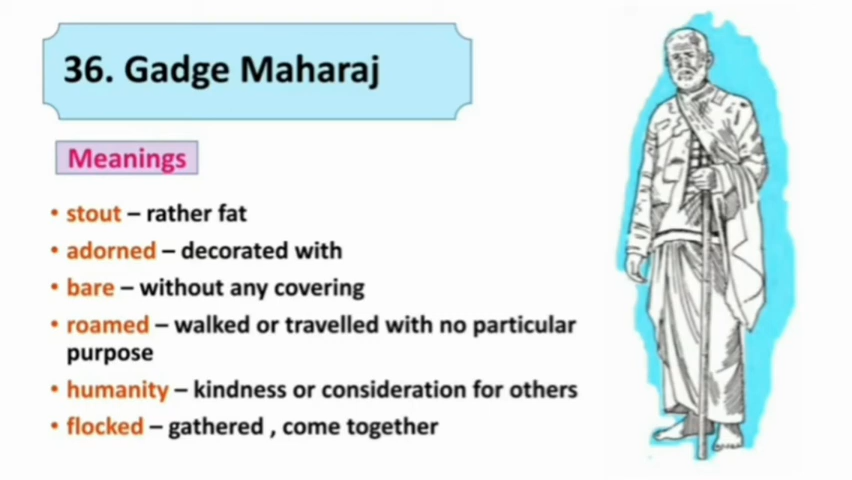 36. Gadge Maharaj
Meanings
• stout – rather fat
• adorned – decorated with
• bare – without any covering
• roamed – walked or travelled with no particular
purpose
• humanity – kindness or consideration for others
• flocked – gathered , come together